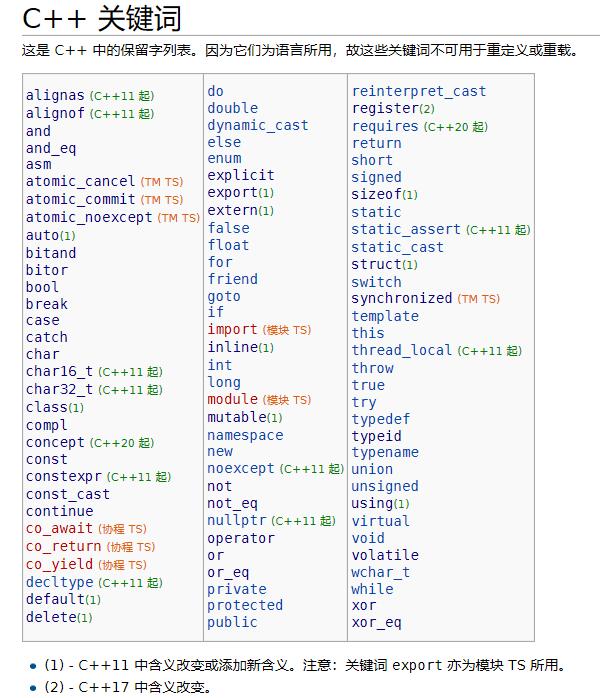 C++ 关键词
这是 C++ 中的保留字列表。因为它们为语言所用，故这些关键词不可用于重定义或重载。
alignas (C++11 起)
alignof (C++11 起)
and
and_eq
asm
atomic_cancel (TM TS)
atomic_commit (TM TS)
atomic_noexcept (TM TS)
auto(1)
bitand
bitor
bool
break
case
catch
char
char16_t (C++11 起)
char32_t (C++11 起)
class(1)
compl
concept (C++20 起)
const
constexpr (C++11 起)
const_cast
continue
co_await (协程 TS)
co_return (协程 TS)
co_yield (协程 TS)
decltype (C++11 起)
default(1)
delete(1)
do
double
dynamic_cast
else
enum
explicit
export(1)
extern(1)
false
float
for
friend
goto
if
import (模块 TS)
inline(1)
int
long
module (模块 TS)
mutable(1)
namespace
new
noexcept (C++11 起)
not
not_eq
nullptr (C++11 起)
operator
or
or_eq
private
protected
public
reinterpret_cast
register(2)
requires (C++20 起)
return
short
signed
sizeof(1)
static
static_assert (C++11 起)
static_cast
struct(1)
switch
synchronized (TM TS)
template
this
thread_local (C++11 起)
throw
true
try
typedef
typeid
typename
union
unsigned
using(1)
virtual
void
volatile
wchar_t
while
xor
xor_eq
• (1) - C++11 中含义改变或添加新含义。注意：关键词 export 亦为模块 TS 所用。
• (2) - C++17 中含义改变。